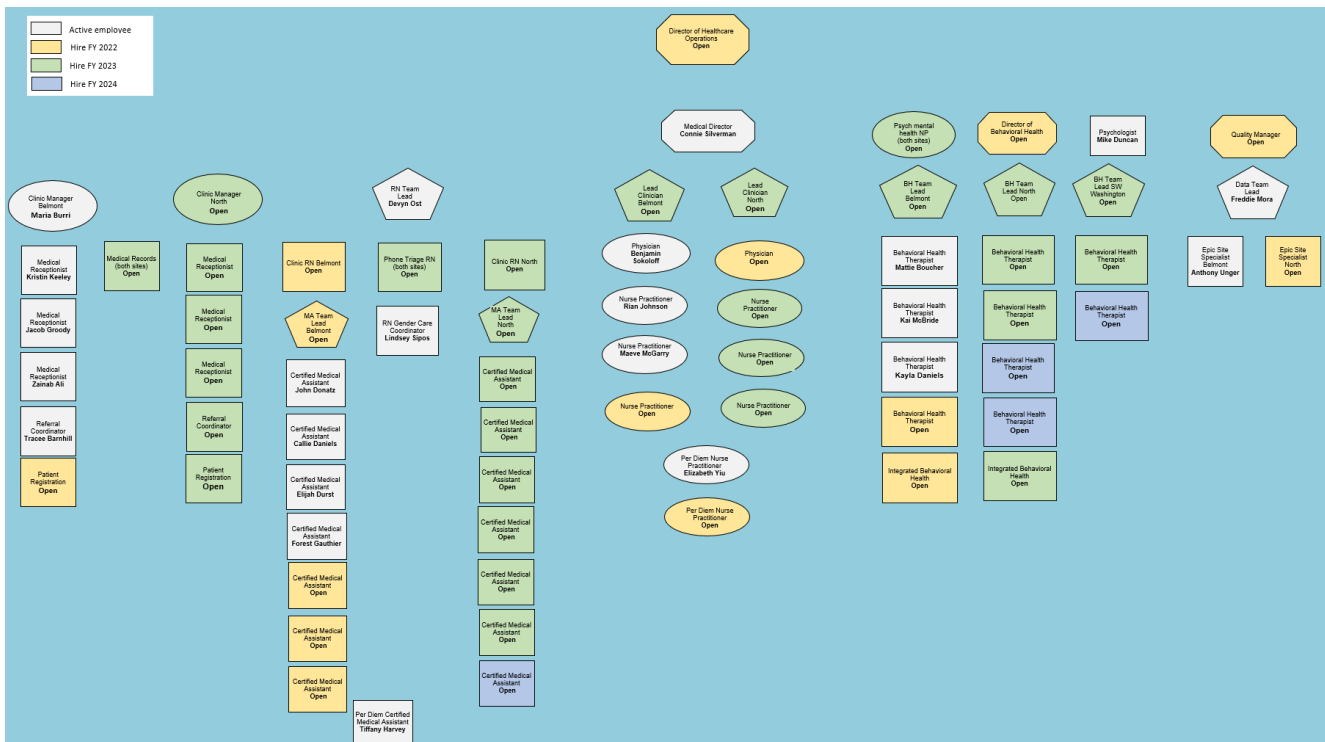 Active employee
Hire FY 2022
Hire FY 2023
Hire FY 2024
Director of Healthcare
Operations
Open
Medical Director
Connie Silverman
Psych mental
health NP
(both sites)
Open
Director of
Behavioral Health
Open
Psychologist
Mike Duncan
Quality Manager
Open
Clinic Manager
Belmont
Maria Burri
Clinic Manager
North
Open
RN Team
Lead
Devyn Ost
Lead
Clinician
Belmont
Open
Lead
Clinician
North
Open
BH Team
Lead
Belmont
Open
BH Team
Lead North
Open
BH Team
Lead SW
Washington
Open
Data Team
Lead
Freddie Mora
Medical
Receptionist
Kristin Keeley
Medical
Receptionist
Jacob Groody
Medical
Receptionist
Zainab Ali
Referral
Coordinator
Tracee Barnhill
Patient
Registration
Open
Medical Records
(both sites)
Open
Medical
Receptionist
Open
Medical
Receptionist
Open
Medical
Receptionist
Open
Referral
Coordinator
Open
Patient
Registration
Open
Clinic RN Belmont
Open
MA Team
Lead
Belmont
Open
Certified Medical
Assistant
John Donatz
Certified Medical
Assistant
Callie Daniels
Certified Medical
Assistant
Elijah Durst
Certified Medical
Assistant
Forest Gauthier
Certified Medical
Assistant
Open
Certified Medical
Assistant
Open
Certified Medical
Assistant
Open
Phone Triage RN
(both sites)
Open
RN Gender Care
Coordinator
Lindsey Sipos
Per Diem Certified
Medical Assistant
Tiffany Harvey
Clinic RN North
Open
MA Team
Lead
North
Open
Certified Medical
Assistant
Open
Certified Medical
Assistant
Open
Certified Medical
Assistant
Open
Certified Medical
Assistant
Open
Certified Medical
Assistant
Open
Certified Medical
Assistant
Open
Certified Medical
Assistant
Open
Physician
Benjamin
Sokoloff
Nurse Practitioner
Rian Johnson
Nurse Practitioner
Maeve McGarry
Nurse Practitioner
Open
Physician
Open
Nurse
Practitioner
Open
Nurse Practitioner
Open
Nurse Practitioner
Open
Per Diem Nurse
Practitioner
Elizabeth Yiu
Per Diem Nurse
Practitioner
Open
Behavioral Health
Therapist
Mattie Boucher
Behavioral Health
Therapist
Kai McBride
Behavioral Health
Therapist
Kayla Daniels
Behavioral Health
Therapist
Open
Integrated Behavioral
Health
Open
Behavioral Health
Therapist
Open
Behavioral Health
Therapist
Open
Behavioral Health
Therapist
Open
Behavioral Health
Therapist
Open
Integrated Behavioral
Health
Open
Behavioral Health
Therapist
Open
Behavioral Health
Therapist
Open
Epic Site
Specialist
Belmont
Anthony Unger
Epic Site
Specialist
North
Open